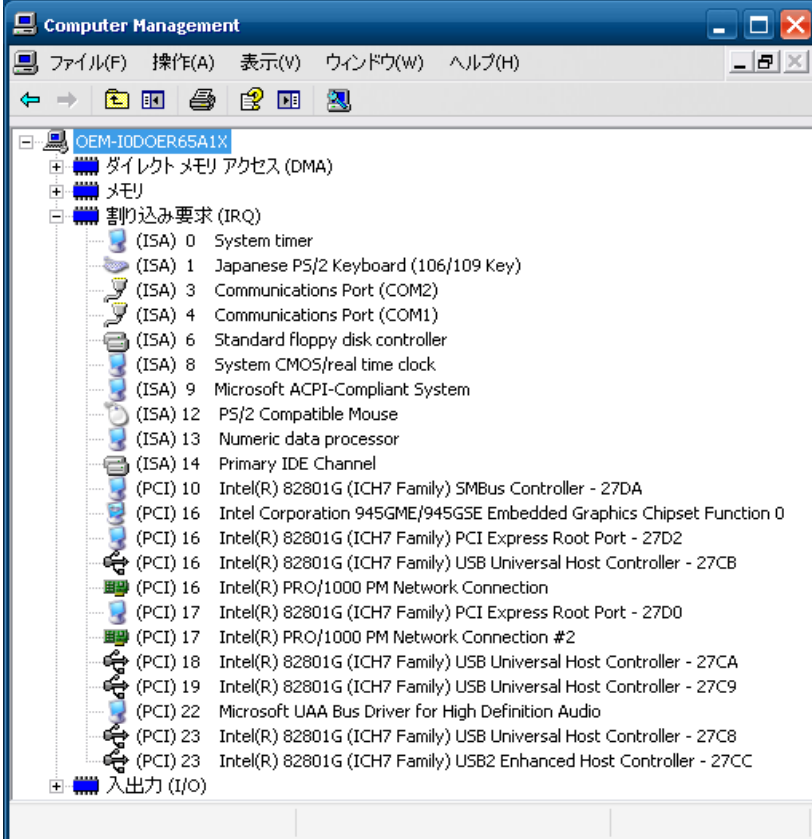 Computer Management
ファイル(F) 操作(A) 表示(V) ウィンドウ(W) ヘルプ(H)
OEM-I0DOER65A1X
ダイレクト メモリ アクセス (DMA)
メモリ
割り込み要求 (IRQ)
(ISA) 0 System timer
(ISA) 1 Japanese PS/2 Keyboard (106/109 Key)
(ISA) 3 Communications Port (COM2)
(ISA) 4 Communications Port (COM1)
(ISA) 6 Standard floppy disk controller
(ISA) 8 System CMOS/real time clock
(ISA) 9 Microsoft ACPI-Compliant System
(ISA) 12 PS/2 Compatible Mouse
(ISA) 13 Numeric data processor
(ISA) 14 Primary IDE Channel
(PCI) 10 Intel(R) 82801G (ICH7 Family) SMBus Controller - 27DA
(PCI) 16 Intel Corporation 945GME/945GSE Embedded Graphics Chipset Function 0
(PCI) 16 Intel(R) 82801G (ICH7 Family) PCI Express Root Port - 27D2
(PCI) 16 Intel(R) 82801G (ICH7 Family) USB Universal Host Controller - 27CB
(PCI) 16 Intel(R) PRO/1000 PM Network Connection
(PCI) 17 Intel(R) 82801G (ICH7 Family) PCI Express Root Port - 27D0
(PCI) 17 Intel(R) PRO/1000 PM Network Connection #2
(PCI) 18 Intel(R) 82801G (ICH7 Family) USB Universal Host Controller - 27CA
(PCI) 19 Intel(R) 82801G (ICH7 Family) USB Universal Host Controller - 27C9
(PCI) 22 Microsoft UAA Bus Driver for High Definition Audio
(PCI) 23 Intel(R) 82801G (ICH7 Family) USB Universal Host Controller - 27C8
(PCI) 23 Intel(R) 82801G (ICH7 Family) USB2 Enhanced Host Controller - 27CC
入出力 (I/O)